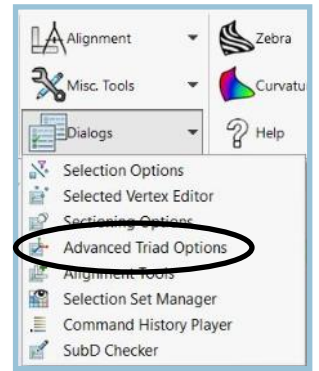 Alignment
Zebra
Misc. Tools
Curvatu
Dialogs
Help
Selection Options
Selected Vertex Editor
Sectioning Options
Advanced Triad Options
Alignment Tools
Selection Set Manager
Command History Player
SubD Checker